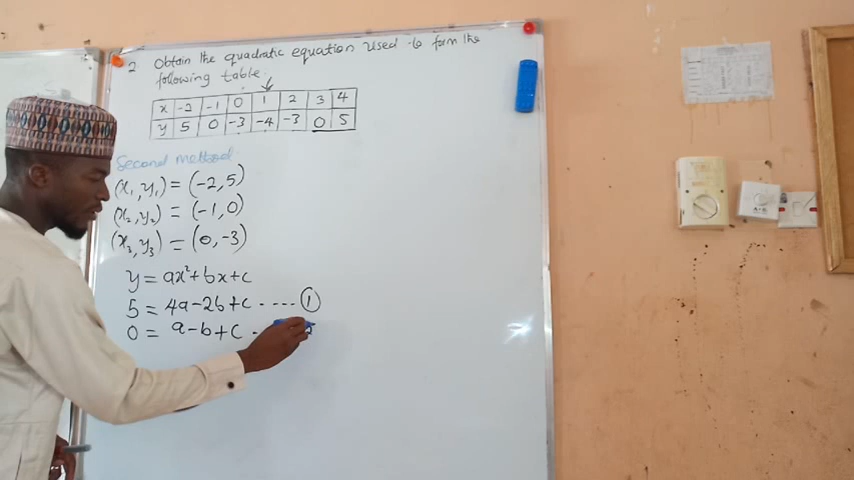 2 Obtain the quadratic equation used to form the
following table.
x -2 -1 0 1 2 3 4
y 5 0 -3 -4 -3 0 5
Second method
(x₁,y₁) = (-2,5)
(x₂,y₂) = (-1,0)
(x₃,y₃) = (0,-3)
y = ax²+bx+c
5 = 4a-2b+c ---- ①
0 = a-b+c --